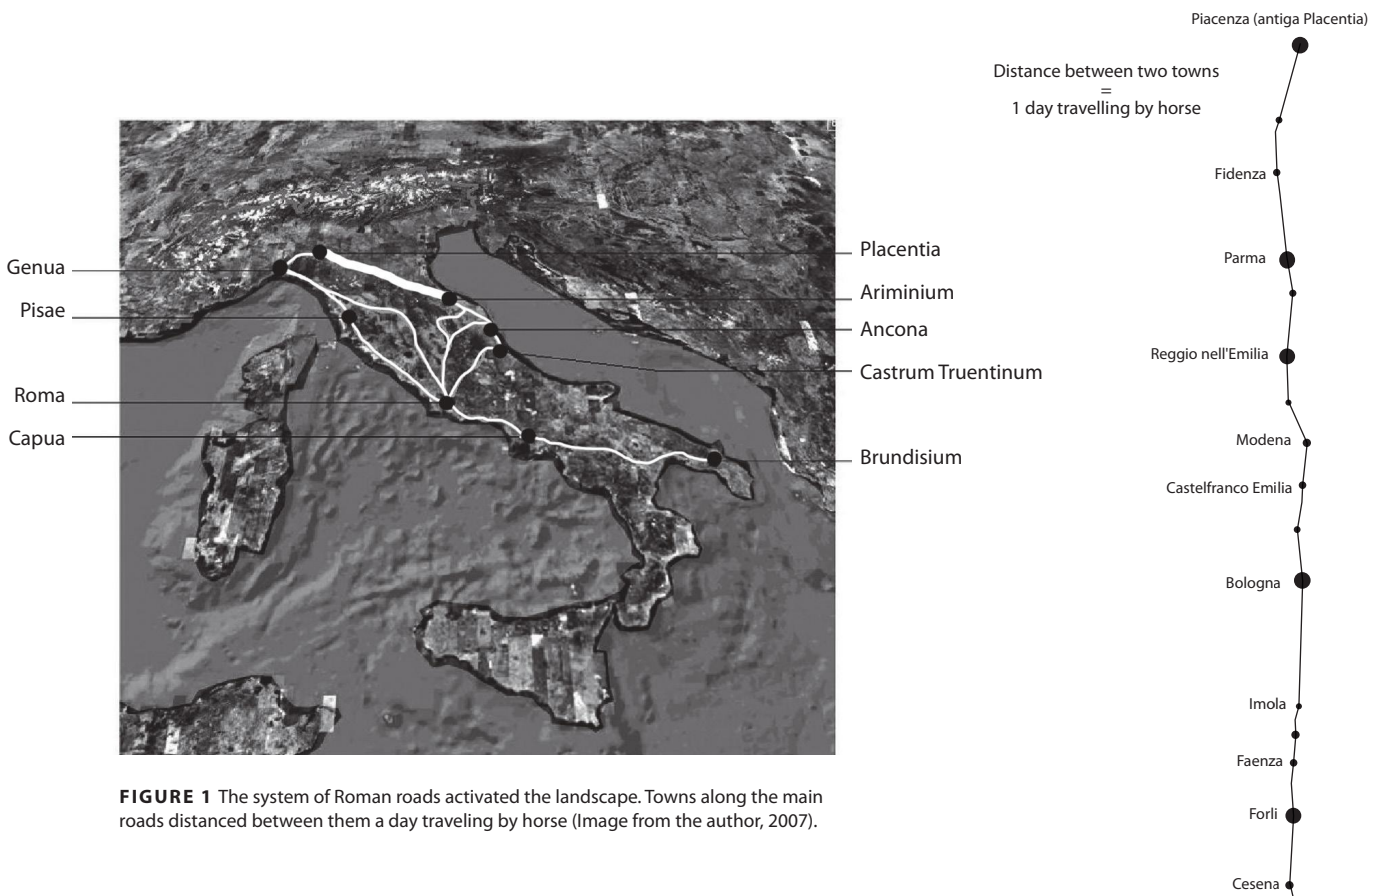 Piacenza (antiga Placentia)
Distance between two towns
=
1 day travelling by horse
Fidenza
Parma
Reggio nell'Emilia
Modena
Castelfranco Emilia
Bologna
Imola
Faenza
Forli
Cesena
Genua
Pisae
Roma
Capua
Placentia
Ariminium
Ancona
Castrum Truentinum
Brundisium
FIGURE 1 The system of Roman roads activated the landscape. Towns along the main
roads distanced between them a day traveling by horse (Image from the author, 2007).